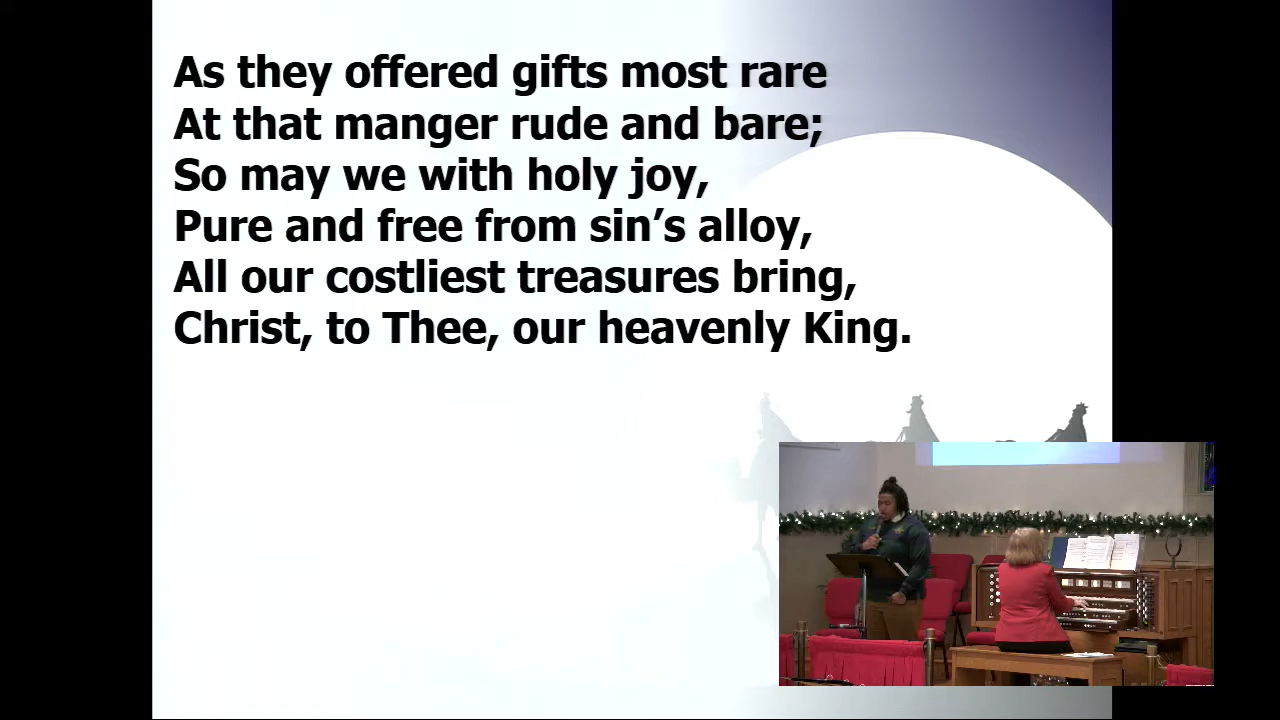 As they offered gifts most rare
At that manger rude and bare;
So may we with holy joy,
Pure and free from sin’s alloy,
All our costliest treasures bring,
Christ, to Thee, our heavenly King.